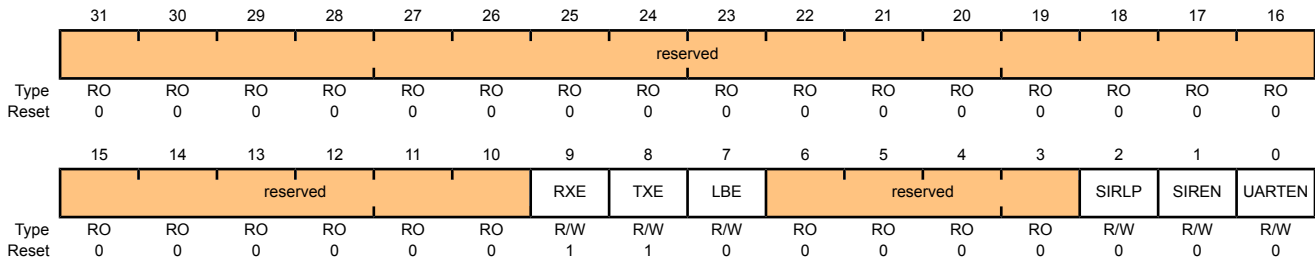 31 30 29 28 27 26 25 24 23 22 21 20 19 18 17 16
reserved
Type RO RO RO RO RO RO RO RO RO RO RO RO RO RO RO RO
Reset 0 0 0 0 0 0 0 0 0 0 0 0 0 0 0 0
15 14 13 12 11 10 9 8 7 6 5 4 3 2 1 0
reserved RXE TXE LBE reserved SIRLP SIREN UARTEN
Type RO RO RO RO RO RO R/W R/W R/W RO RO RO RO R/W R/W R/W
Reset 0 0 0 0 0 0 1 1 0 0 0 0 0 0 0 0